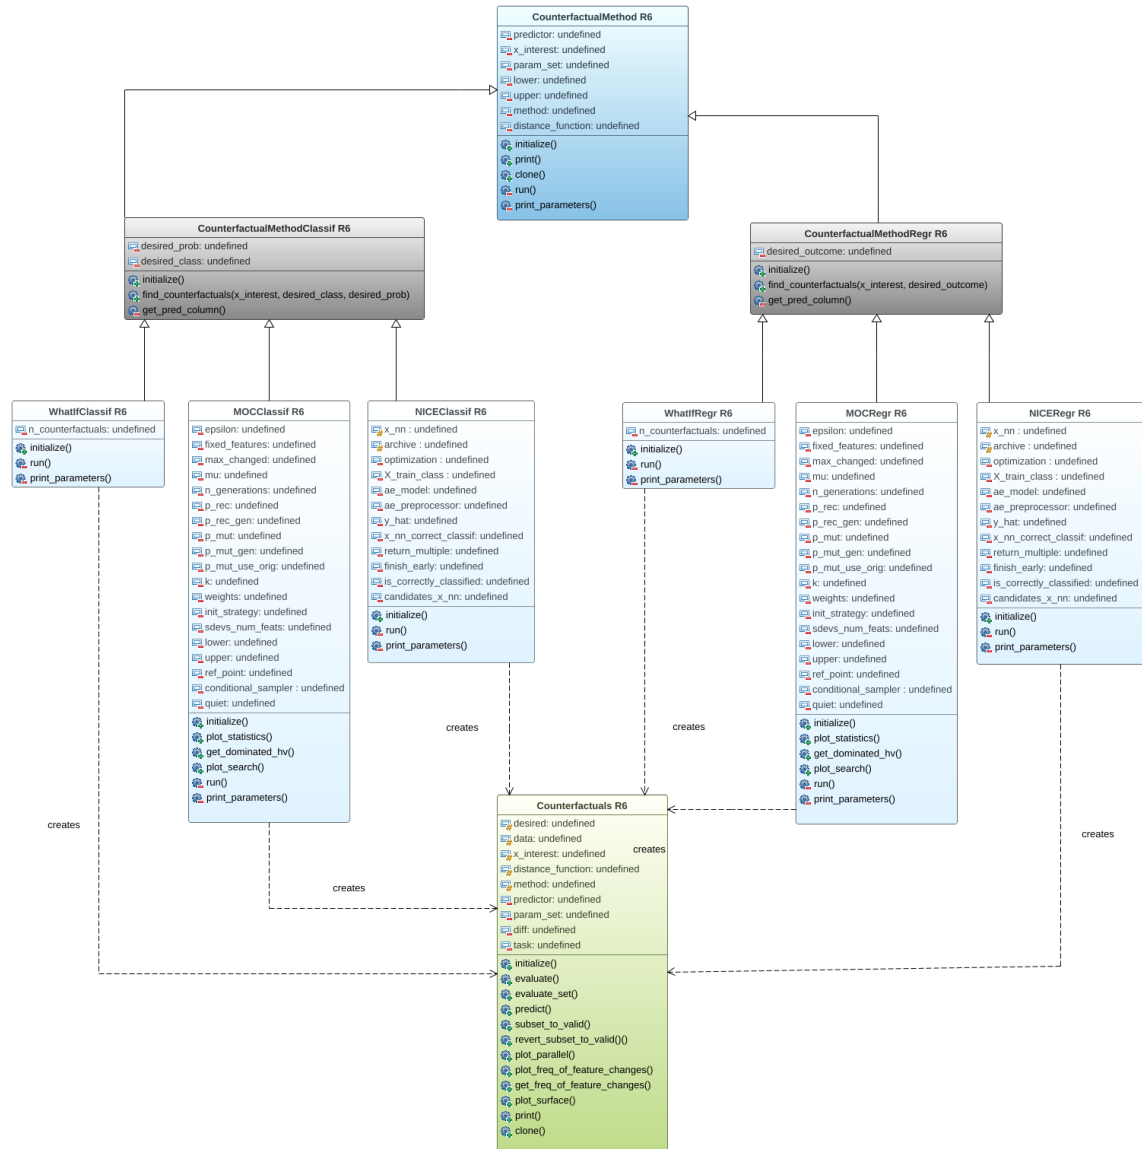 CounterfactualMethod R6
predictor: undefined
x_interest: undefined
param_set: undefined
lower: undefined
upper: undefined
method: undefined
distance_function: undefined
initialize()
print()
clone()
run()
print_parameters()
CounterfactualMethodClassif R6
desired_prob: undefined
desired_class: undefined
initialize()
find_counterfactuals(x_interest, desired_class, desired_prob)
get_pred_column()
CounterfactualMethodRegr R6
desired_outcome: undefined
initialize()
find_counterfactuals(x_interest, desired_outcome)
get_pred_column()
WhatIfClassif R6
n_counterfactuals: undefined
initialize()
run()
print_parameters()
MOCClassif R6
epsilon: undefined
fixed_features: undefined
max_changed: undefined
mu: undefined
n_generations: undefined
p_rec: undefined
p_rec_gen: undefined
p_mut: undefined
p_mut_gen: undefined
p_mut_use_orig: undefined
k: undefined
weights: undefined
init_strategy: undefined
sdevs_num_feats: undefined
lower: undefined
upper: undefined
ref_point: undefined
conditional_sampler : undefined
quiet: undefined
initialize()
plot_statistics()
get_dominated_hv()
plot_search()
run()
print_parameters()
NICEClassif R6
x_nn : undefined
archive : undefined
optimization : undefined
X_train_class : undefined
ae_model: undefined
ae_preprocessor: undefined
y_hat: undefined
x_nn_correct_classif: undefined
return_multiple: undefined
finish_early: undefined
is_correctly_classified: undefined
candidates_x_nn: undefined
initialize()
run()
print_parameters()
WhatIfRegr R6
n_counterfactuals: undefined
initialize()
run()
print_parameters()
MOCRegr R6
epsilon: undefined
fixed_features: undefined
max_changed: undefined
mu: undefined
n_generations: undefined
p_rec: undefined
p_rec_gen: undefined
p_mut: undefined
p_mut_gen: undefined
p_mut_use_orig: undefined
k: undefined
weights: undefined
init_strategy: undefined
sdevs_num_feats: undefined
lower: undefined
upper: undefined
ref_point: undefined
conditional_sampler : undefined
quiet: undefined
initialize()
plot_statistics()
get_dominated_hv()
plot_search()
run()
print_parameters()
NICERegr R6
x_nn : undefined
archive : undefined
optimization : undefined
X_train_class : undefined
ae_model: undefined
ae_preprocessor: undefined
y_hat: undefined
x_nn_correct_classif: undefined
return_multiple: undefined
finish_early: undefined
is_correctly_classified: undefined
candidates_x_nn: undefined
initialize()
run()
print_parameters()
creates
creates
creates
creates
creates
creates
Counterfactuals R6
desired: undefined
data: undefined
x_interest: undefined
distance_function: undefined
method: undefined
predictor: undefined
param_set: undefined
diff: undefined
task: undefined
initialize()
evaluate()
evaluate_set()
predict()
subset_to_valid()
revert_subset_to_valid()()
plot_parallel()
plot_freq_of_feature_changes()
get_freq_of_feature_changes()
plot_surface()
print()
clone()